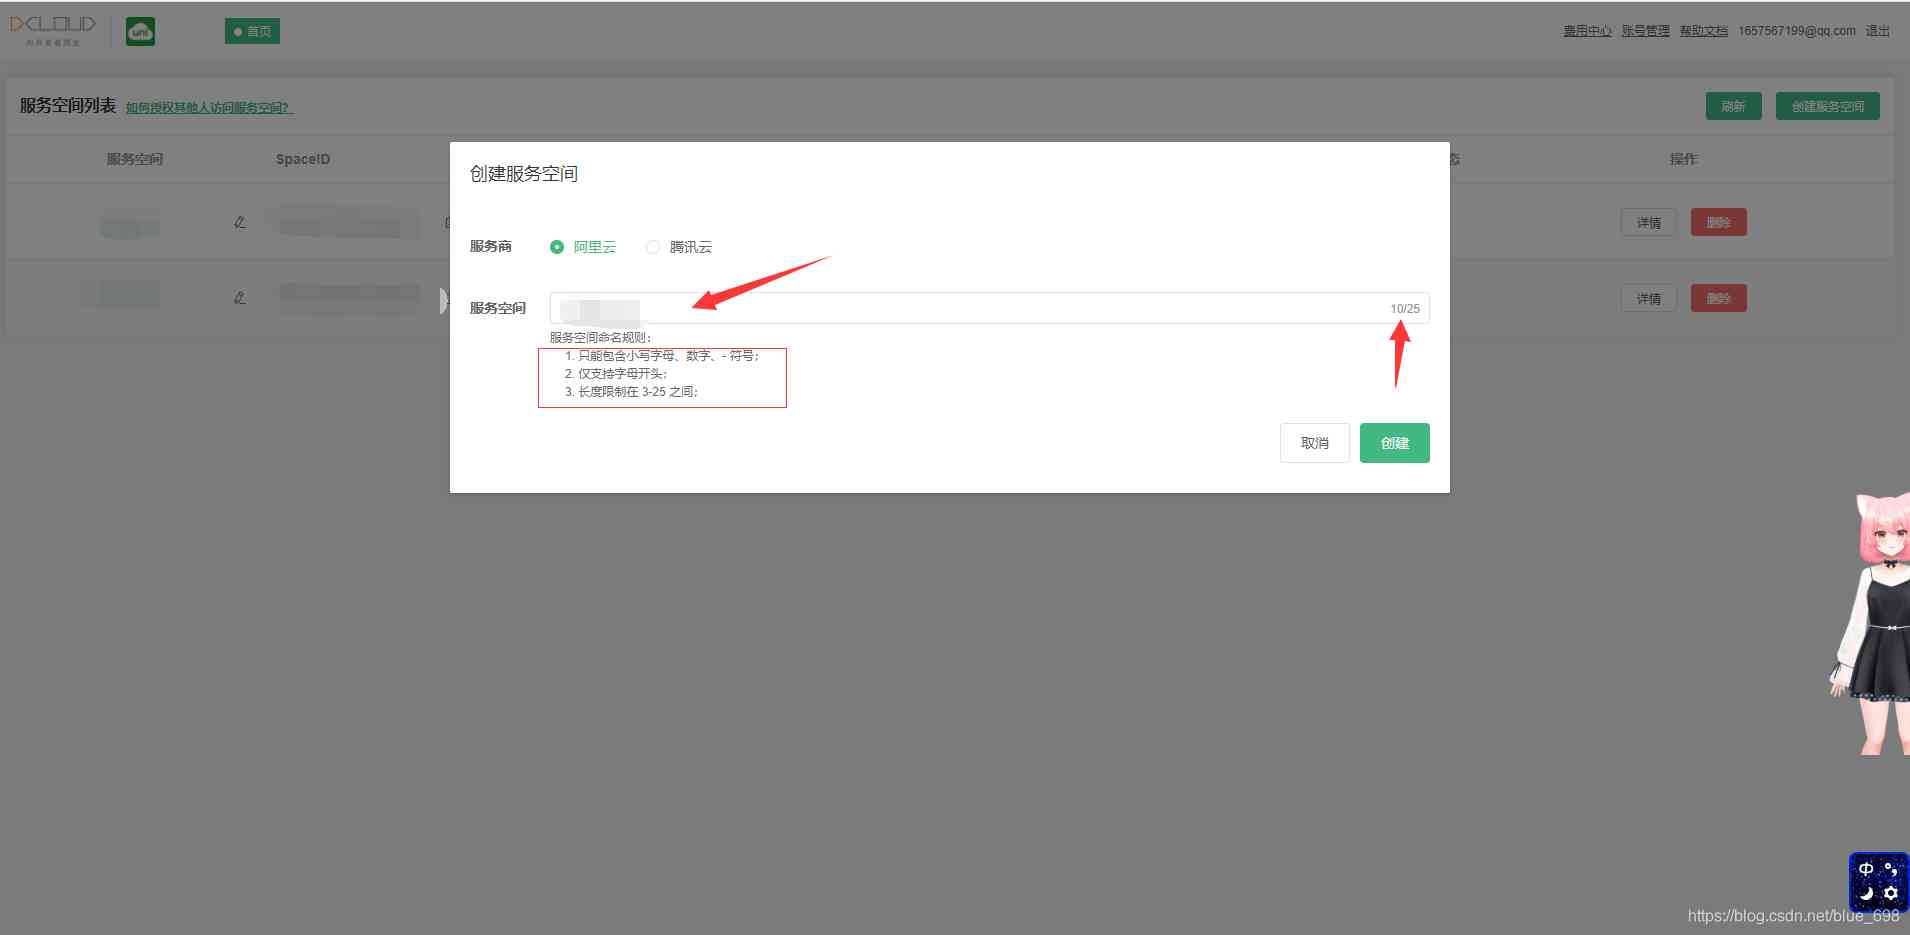 DCLOUD
uni
首页
费用中心 账号管理 帮助文档 1657567199@qq.com 退出
服务空间列表 如何授权其他人访问服务空间?
刷新 创建服务空间
服务空间 SpaceID 态 操作
创建服务空间
详情 删除
服务商 阿里云 腾讯云
详情 删除
服务空间 10/25
服务空间命名规则：
1. 只能包含小写字母、数字、- 符号；
2. 仅支持字母开头；
3. 长度限制在 3-25 之间；
取消 创建
中
https://blog.csdn.net/blue_698